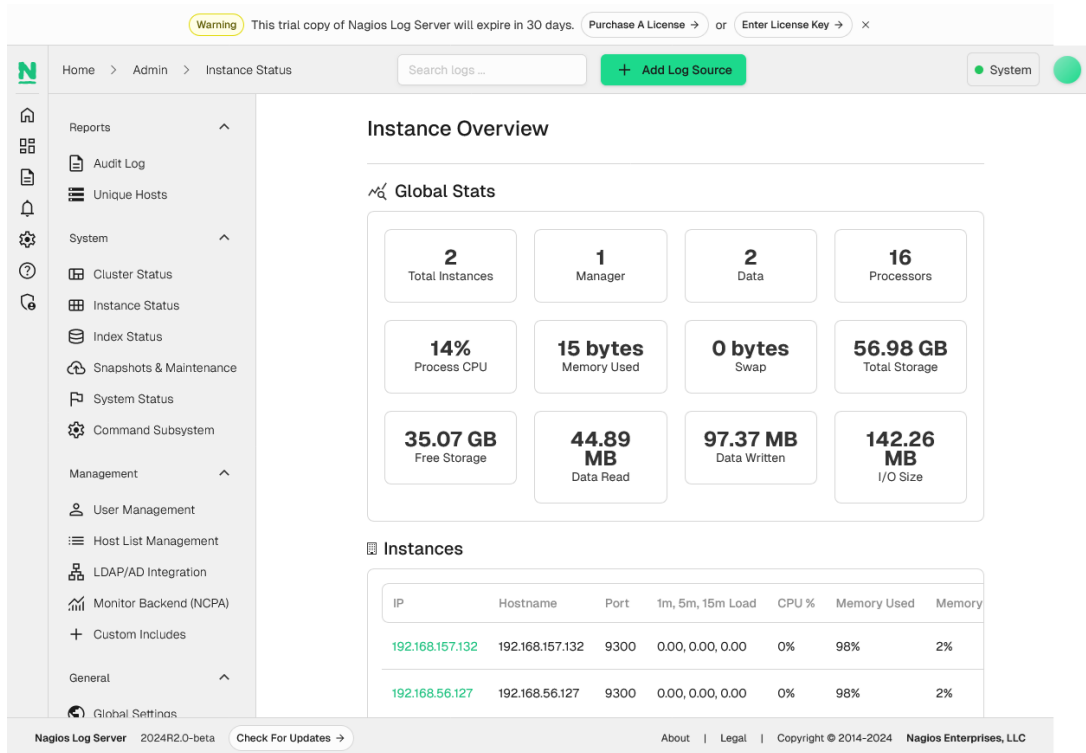 Warning This trial copy of Nagios Log Server will expire in 30 days. Purchase A License → or Enter License Key → ×
N Home > Admin > Instance Status Search logs ... + Add Log Source System
Reports
Audit Log
Unique Hosts
System
Cluster Status
Instance Status
Index Status
Snapshots & Maintenance
System Status
Command Subsystem
Management
User Management
Host List Management
LDAP/AD Integration
Monitor Backend (NCPA)
Custom Includes
General
Global Settings
Instance Overview
Global Stats
2
Total Instances
1
Manager
2
Data
16
Processors
14%
Process CPU
15 bytes
Memory Used
0 bytes
Swap
56.98 GB
Total Storage
35.07 GB
Free Storage
44.89
MB
Data Read
97.37 MB
Data Written
142.26
MB
I/O Size
Instances
IP Hostname Port 1m, 5m, 15m Load CPU % Memory Used Memory
192.168.157.132 192.168.157.132 9300 0.00, 0.00, 0.00 0% 98% 2%
192.168.56.127 192.168.56.127 9300 0.00, 0.00, 0.00 0% 98% 2%
Nagios Log Server 2024R2.0-beta Check For Updates → About | Legal | Copyright © 2014-2024 Nagios Enterprises, LLC